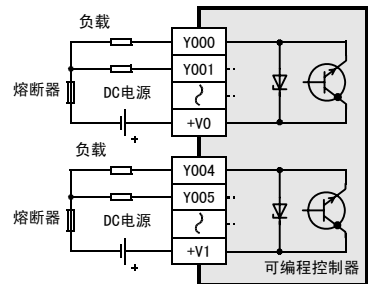 负载
Y000
Y001
熔断器
DC电源
+V0
+
负载
Y004
Y005
熔断器
DC电源
+V1
+
可编程控制器